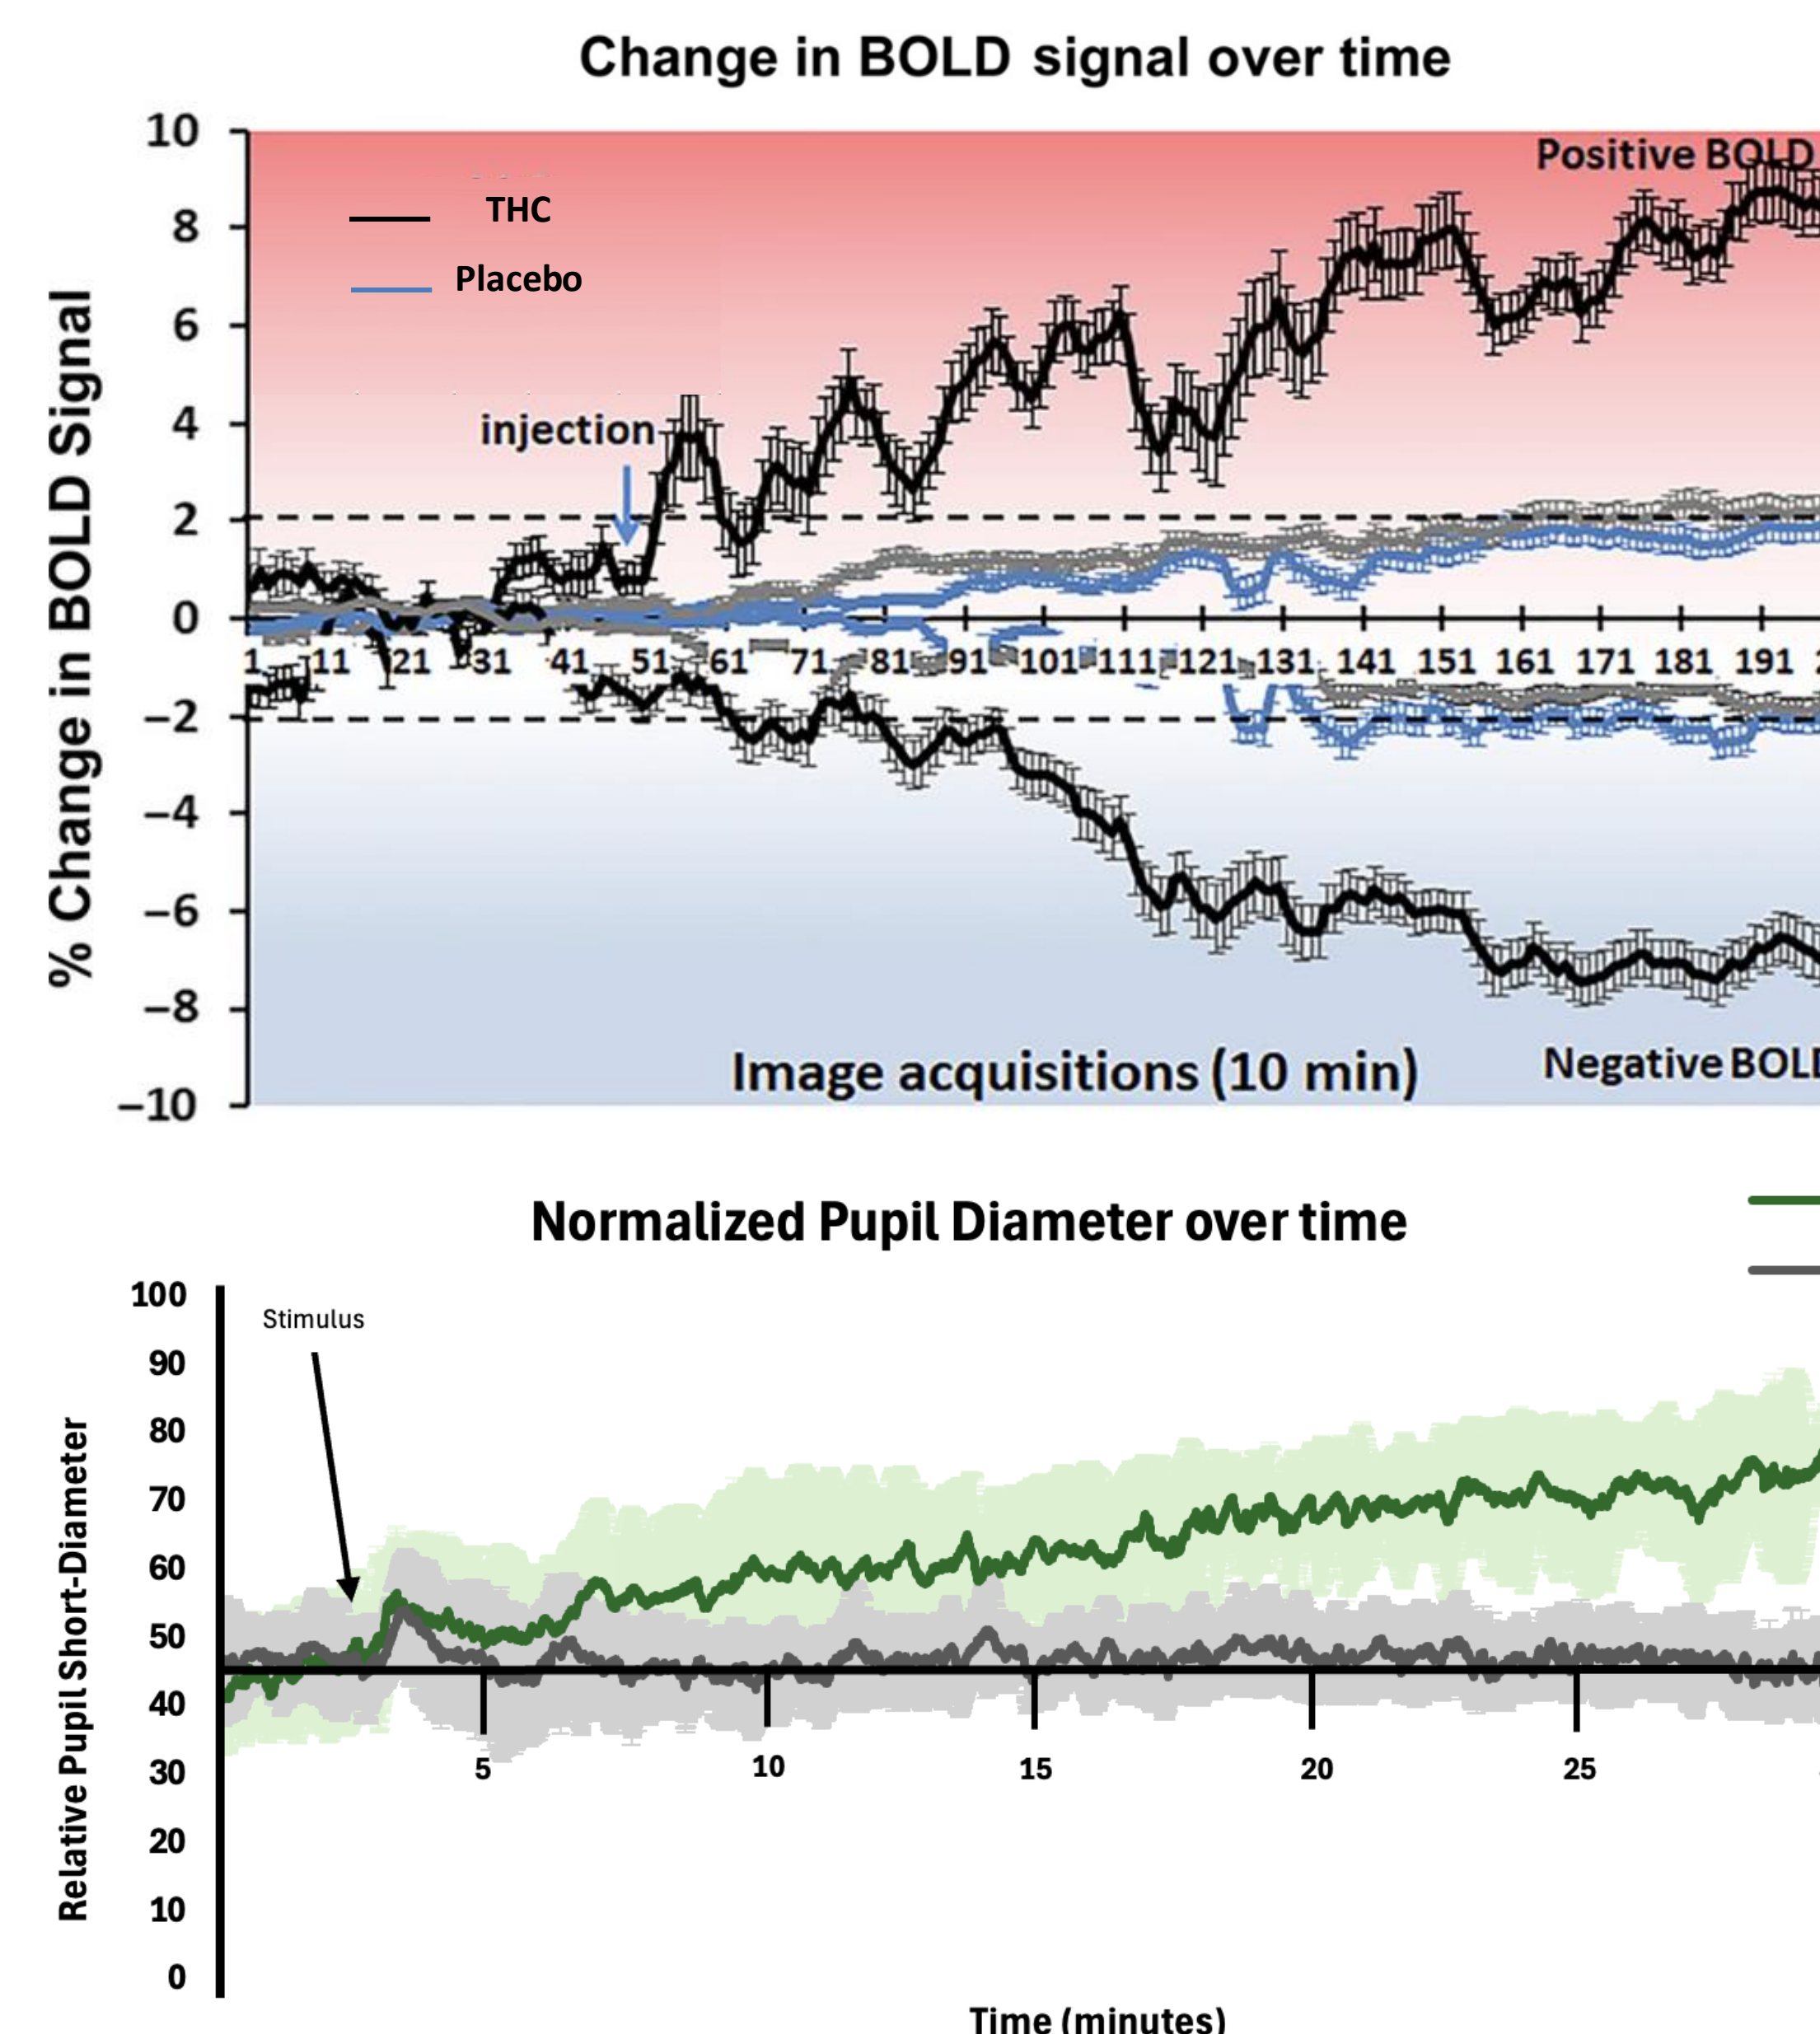 Change in BOLD signal over time
10
Positive BOLD
THC
8
Placebo
6
injection
4
2
0
1 11 21 31 41 51 61 71 81 91 101 111 121 131 141 151 161 171 181 191
−2
−4
−6
−8
−10
% Change in BOLD Signal
Image acquisitions (10 min)
Negative BOL
Normalized Pupil Diameter over time
100
Stimulus
90
80
70
60
50
40
30
20
10
0
5 10 15 20 25
Relative Pupil Short-Diameter
Time (minutes)